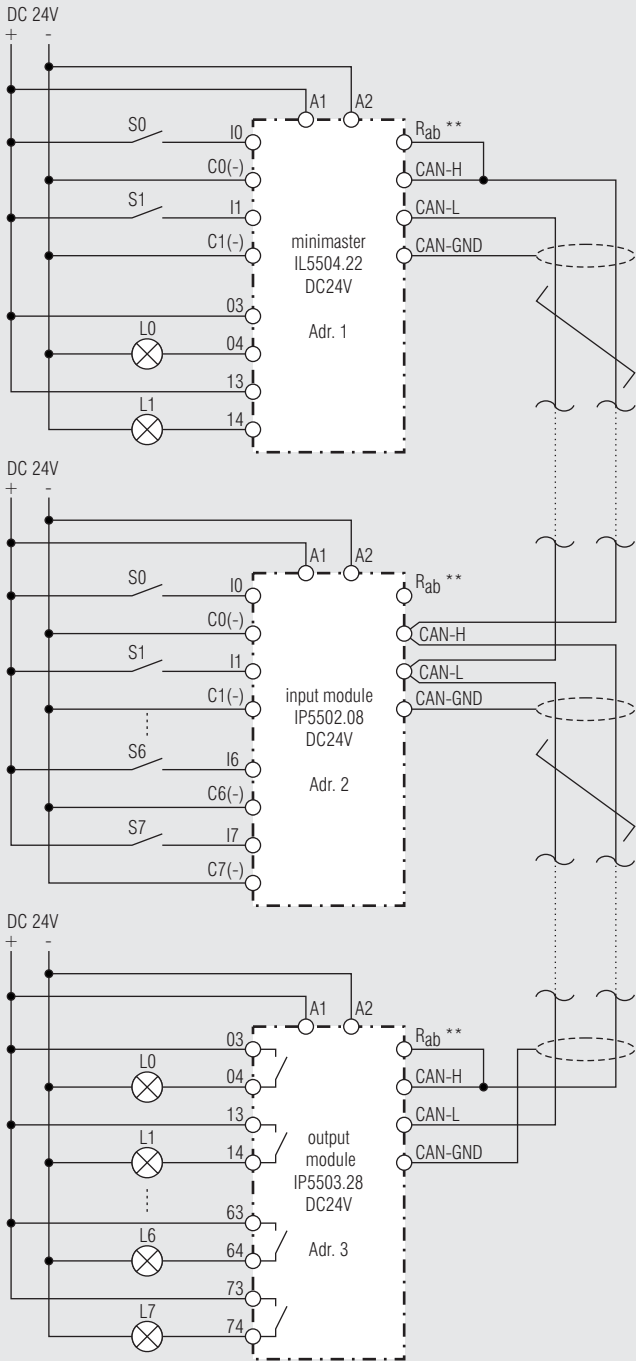 DC 24V
+ -
A1 A2
S0 I0 Rab **
C0(-) CAN-H
S1 I1 CAN-L
C1(-) CAN-GND
minimaster
IL5504.22
DC24V
03
Adr. 1
L0 04
13
L1 14
DC 24V
+ -
A1 A2
S0 I0 Rab **
C0(-) CAN-H
S1 I1 CAN-L
C1(-) CAN-GND
input module
IP5502.08
DC24V
S6 I6
Adr. 2
C6(-)
S7 I7
C7(-)
DC 24V
+ -
A1 A2
03 Rab **
L0 04 CAN-H
13 CAN-L
L1 14 CAN-GND
output
module
IP5503.28
DC24V
63
L6 64
Adr. 3
73
L7 74